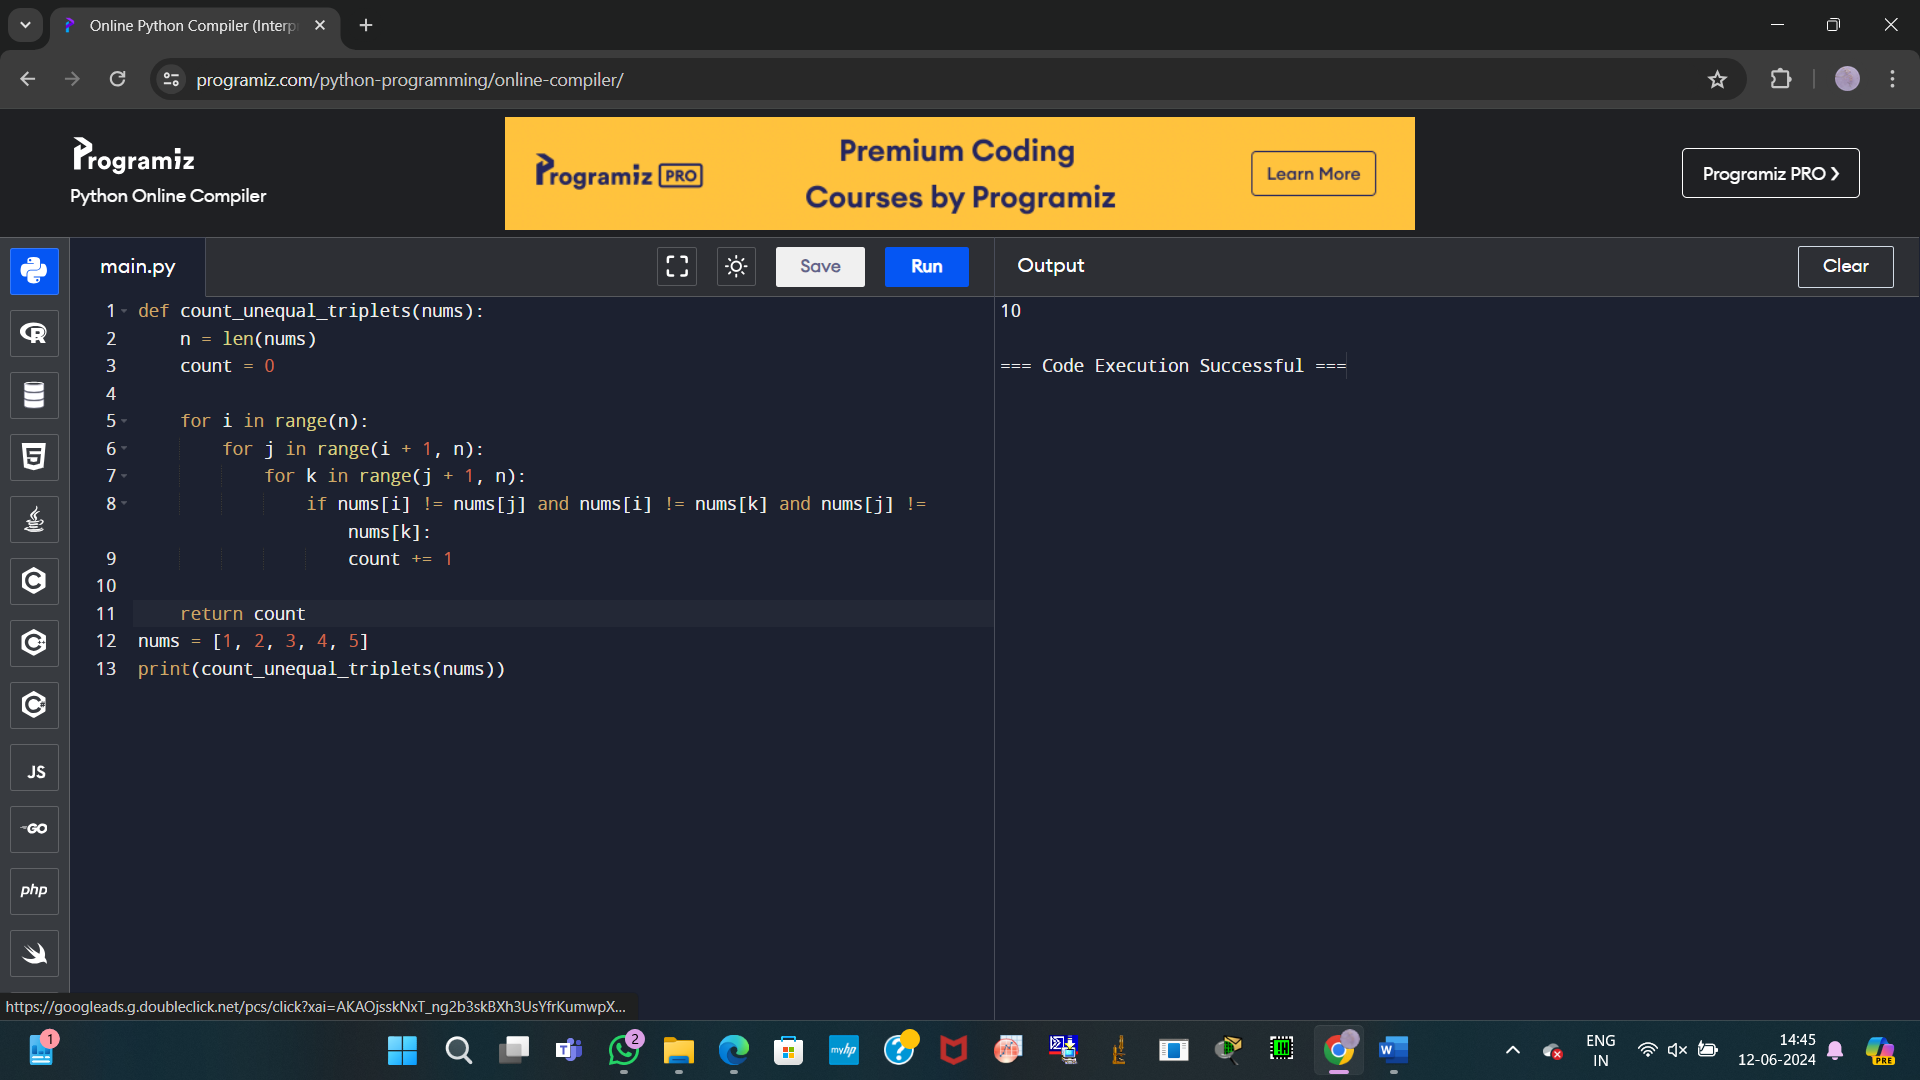 Online Python Compiler (Interp
programiz.com/python-programming/online-compiler/
Programiz
Python Online Compiler
Programiz PRO
Premium Coding
Courses by Programiz
Learn More
Programiz PRO ❯
main.py
Save
Run
Output
Clear
1 def count_unequal_triplets(nums):
2 n = len(nums)
3 count = 0
4
5 for i in range(n):
6 for j in range(i + 1, n):
7 for k in range(j + 1, n):
8 if nums[i] != nums[j] and nums[i] != nums[k] and nums[j] !=
nums[k]:
9 count += 1
10
11 return count
12 nums = [1, 2, 3, 4, 5]
13 print(count_unequal_triplets(nums))
10
=== Code Execution Successful ===
JS
GO
php
https://googleads.g.doubleclick.net/pcs/click?xai=AKAOjsskNxT_ng2b3skBXh3UsYfrKumwpX...
1
2
myhp
W
ENG
IN
14:45
12-06-2024
PRE